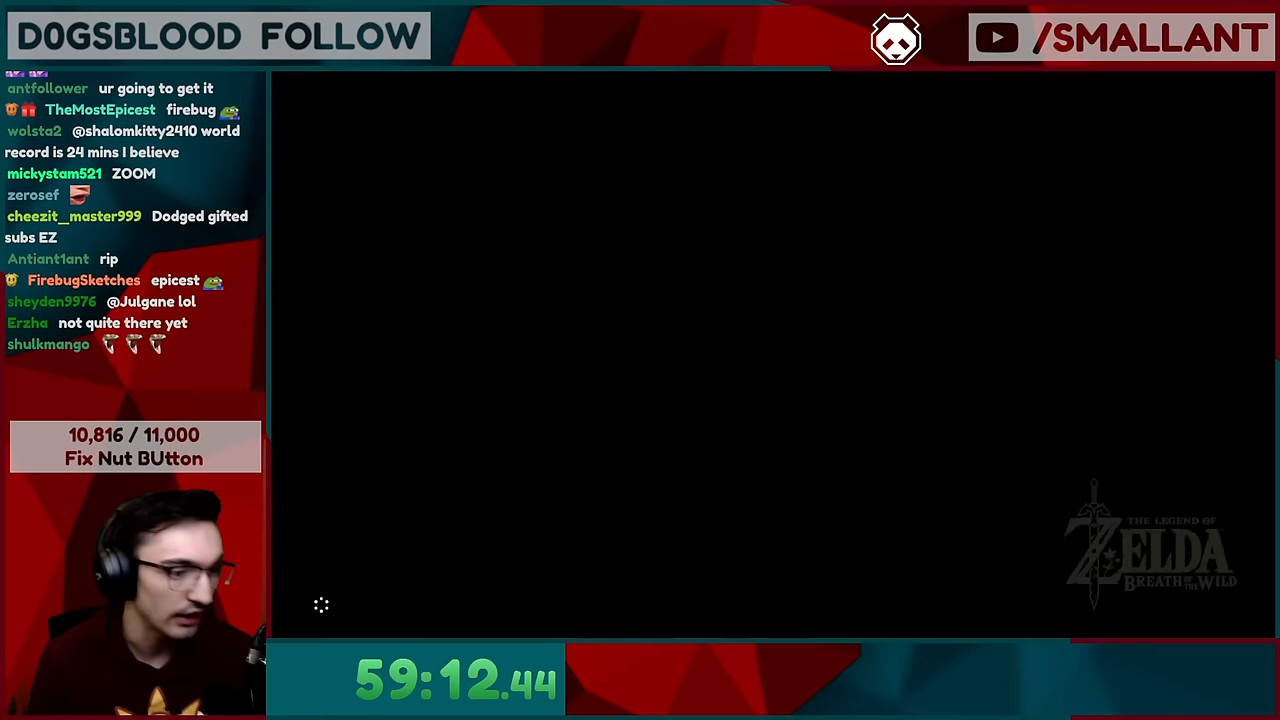 D0GSBLOOD FOLLOW
/SMALLANT
antfollower ur going to get it
TheMostEpicest firebug
wolsta2 @shalomkitty2410 world
record is 24 mins I believe
mickystam521 ZOOM
zerosef
cheezit_master999 Dodged gifted
subs EZ
Antiant1ant rip
FirebugSketches epicest
sheyden9976 @Julgane lol
Erzha not quite there yet
shulkmango
10,816 / 11,000
Fix Nut BUtton
THE LEGEND OF
ZELDA
BREATH OF THE WILD
59:12.44